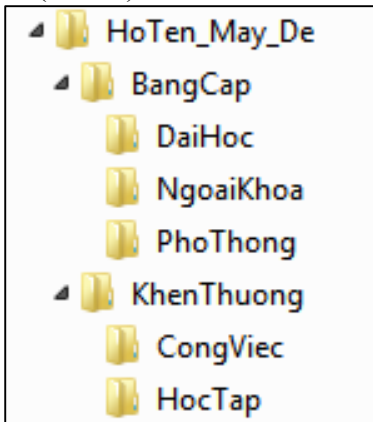 HoTen_May_De
BangCap
DaiHoc
NgoaiKhoa
PhoThong
KhenThuong
CongViec
HocTap